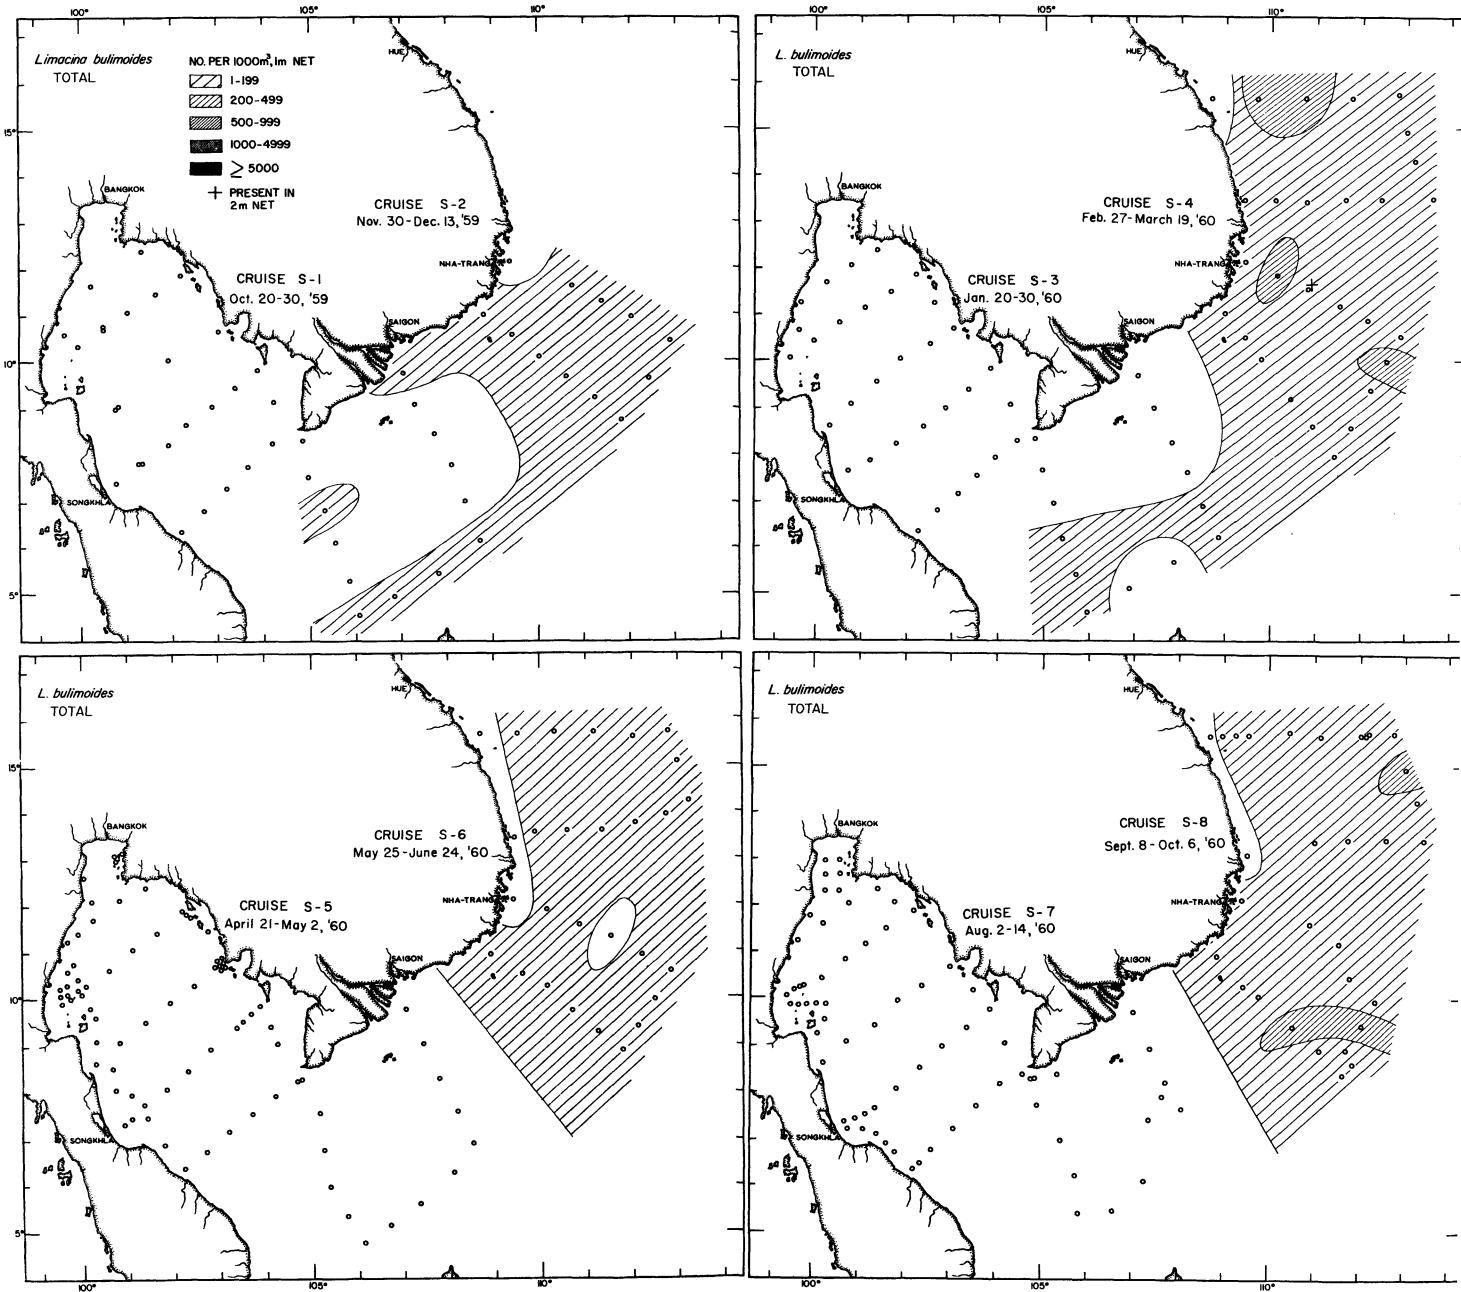 100° 105° 110°
Limacina bulimoides
TOTAL
NO. PER 1000m³, 1m NET
1-199
200-499
500-999
1000-4999
≥ 5000
+ PRESENT IN
2m NET
HUE
15°
BANGKOK
CRUISE S-2
Nov. 30-Dec. 13, '59
NHA-TRANG
CRUISE S-1
Oct. 20-30, '59
SAIGON
10°
SONGKHLA
5°
100° 105° 110°
L. bulimoides
TOTAL
HUE
BANGKOK
CRUISE S-4
Feb. 27-March 19, '60
NHA-TRANG
CRUISE S-3
Jan. 20-30, '60
SAIGON
SONGKHLA
L. bulimoides
TOTAL
HUE
15°
BANGKOK
CRUISE S-6
May 25-June 24, '60
NHA-TRANG
CRUISE S-5
April 21-May 2, '60
SAIGON
10°
SONGKHLA
5°
100° 105° 110°
L. bulimoides
TOTAL
HUE
BANGKOK
CRUISE S-8
Sept. 8-Oct. 6, '60
NHA-TRANG
CRUISE S-7
Aug. 2-14, '60
SAIGON
SONGKHLA
100° 105° 110°